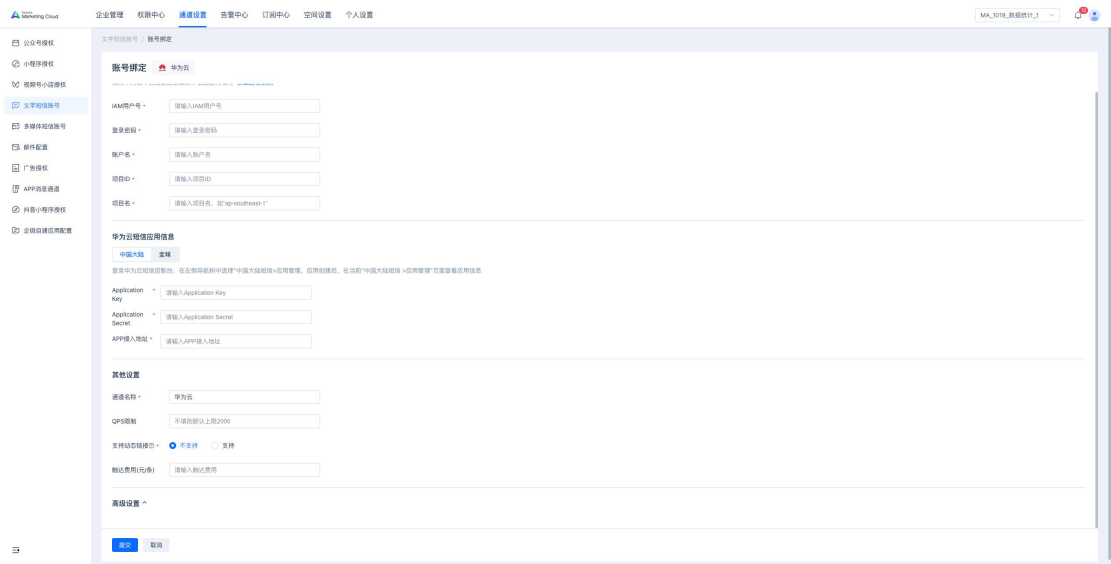 Marketing Cloud
企业管理 权限中心 通道设置 告警中心 订阅中心 空间设置 个人设置
MA_1019_数据统计_1
10
公众号授权
小程序授权
视频号小店授权
文字短信账号
多媒体短信账号
邮件配置
广告授权
APP消息通道
抖音小程序授权
企微自建应用配置
文字短信账号 / 账号绑定
账号绑定 华为云
IAM用户号 * 请输入IAM用户号
登录密码 * 请输入登录密码
账户名 * 请输入账户名
项目ID * 请输入项目ID
项目名 * 请输入项目名，如"ap-southeast-1"
华为云短信应用信息
中国大陆 全球
登录华为云短信控制台，在左侧导航树中选择"中国大陆短信>应用管理，应用创建后，在当前"中国大陆短信 >应用管理"页面查看应用信息
Application Key * 请输入Application Key
Application Secret * 请输入Application Secret
APP接入地址 * 请输入APP接入地址
其他设置
通道名称 * 华为云
QPS限制 不填则默认上限2000
支持动态链接 * 不支持 支持
触达费用(元/条) 请输入触达费用
高级设置
提交 取消